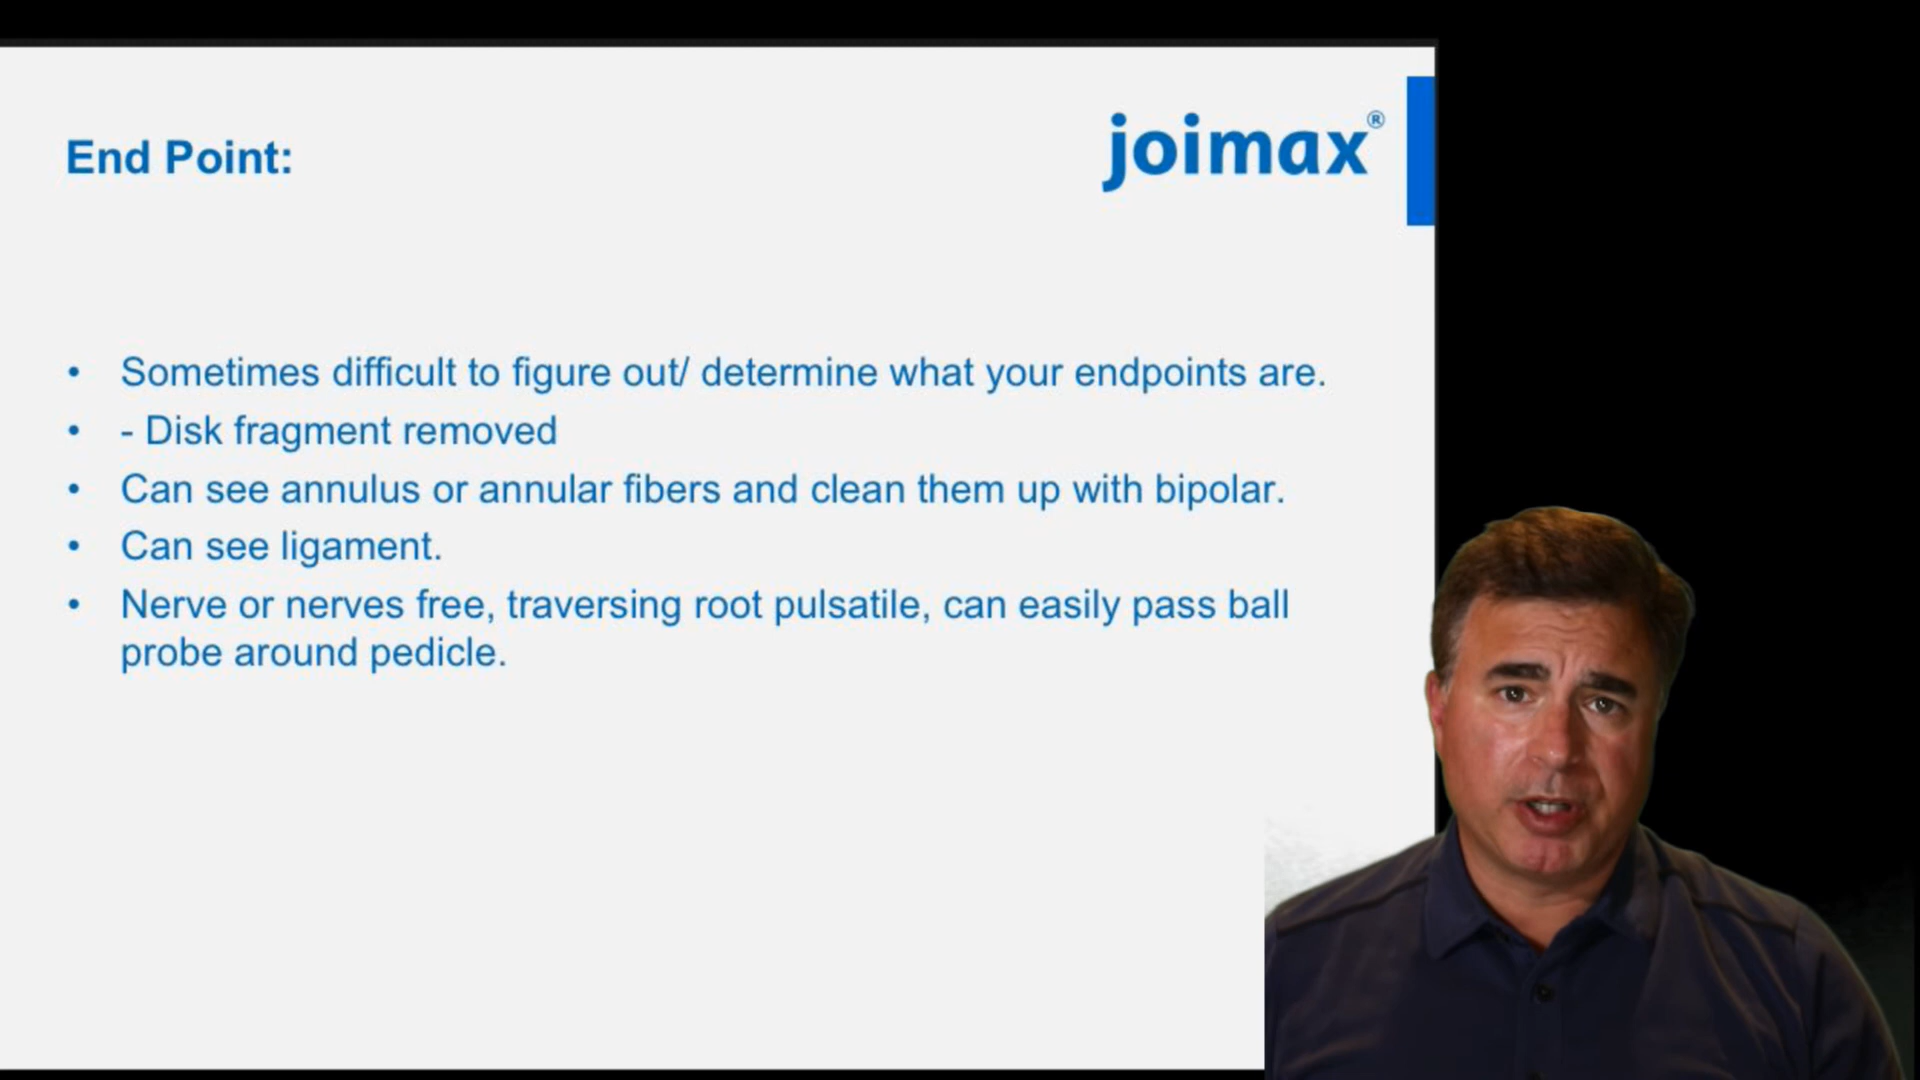 joimax®
End Point:
• Sometimes difficult to figure out/ determine what your endpoints are.
• - Disk fragment removed
• Can see annulus or annular fibers and clean them up with bipolar.
• Can see ligament.
• Nerve or nerves free, traversing root pulsatile, can easily pass ball
probe around pedicle.